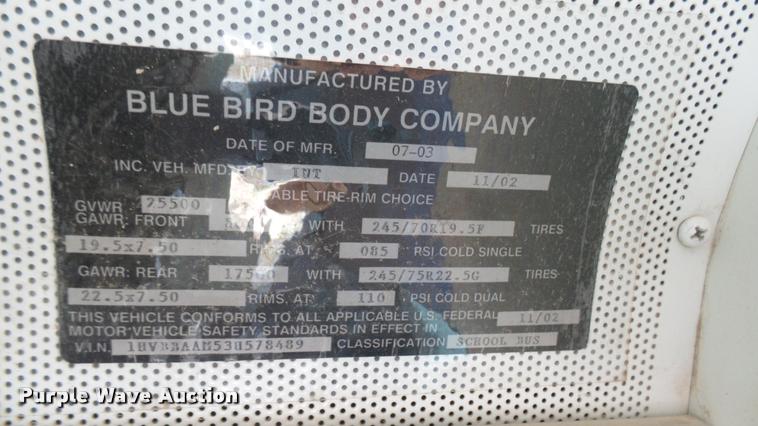 MANUFACTURED BY
BLUE BIRD BODY COMPANY
DATE OF MFR. 07-03
INC. VEH. MFD. BY INT DATE 11/02
TIRE-RIM CHOICE
GVWR 25500
GAWR: FRONT WITH 245/70R19.5F TIRES
19.5x7.50 RIMS. AT 085 PSI COLD SINGLE
GAWR: REAR 17500 WITH 245/75R22.5G TIRES
22.5x7.50 RIMS. AT 110 PSI COLD DUAL
THIS VEHICLE CONFORMS TO ALL APPLICABLE U.S. FEDERAL 11/02
MOTOR VEHICLE SAFETY STANDARDS IN EFFECT IN
V.I.N. CLASSIFICATION SCHOOL BUS
Purple Wave Auction